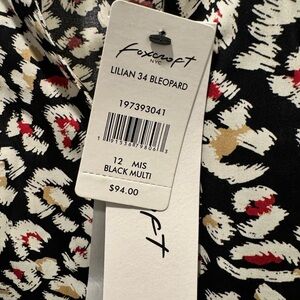 foxcroft
NYC
LILIAN 34 BLEOPARD
197393041
12 MIS
BLACK MULTI
$94.00